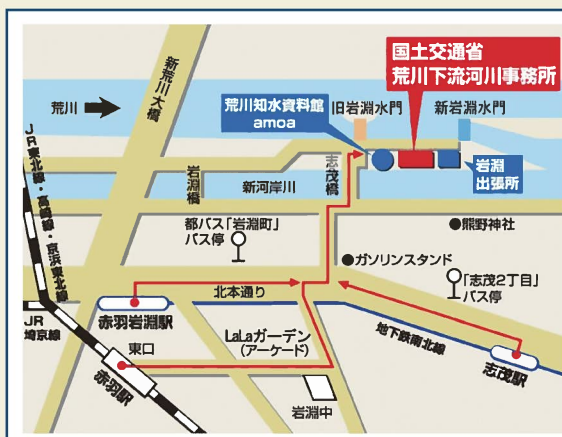 国土交通省
荒川下流河川事務所
新荒川大橋
荒川
荒川知水資料館
amoa
旧岩淵水門
新岩淵水門
岩淵
出張所
JR東北線・高崎線・京浜東北線
岩淵橋
新河岸川
志茂橋
都バス「岩淵町」
バス停
熊野神社
ガソリンスタンド
「志茂2丁目」
バス停
北本通り
赤羽岩淵駅
JR
埼京線
東口
LaLaガーデン
(アーケード)
地下鉄南北線
赤羽駅
志茂駅
岩淵中